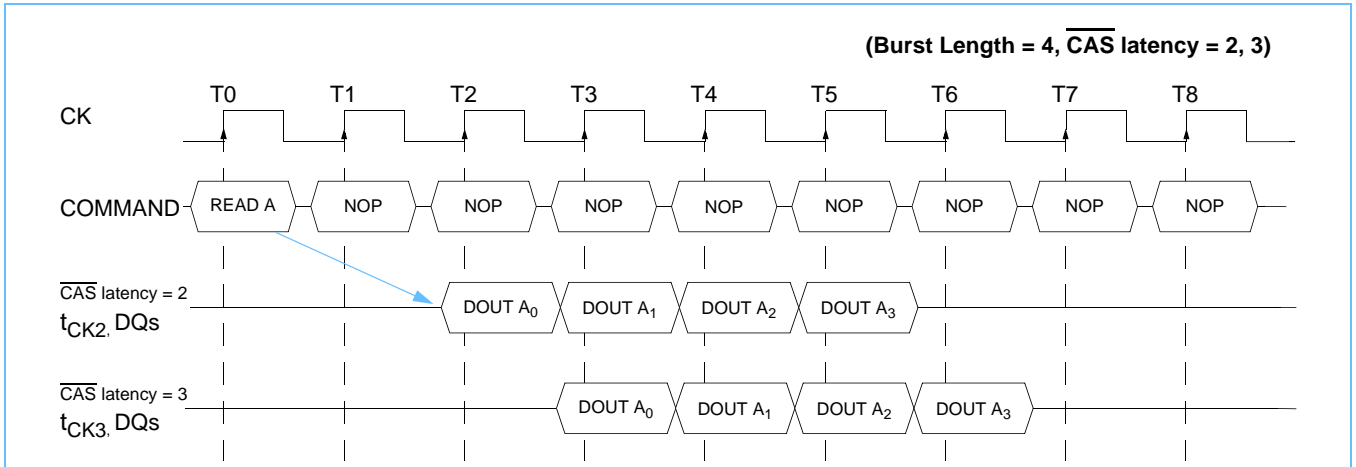 (Burst Length = 4, CAS latency = 2, 3)
T0 T1 T2 T3 T4 T5 T6 T7 T8
CK
COMMAND READ A NOP NOP NOP NOP NOP NOP NOP NOP
CAS latency = 2
tCK2, DQs DOUT A0 DOUT A1 DOUT A2 DOUT A3
CAS latency = 3
tCK3, DQs DOUT A0 DOUT A1 DOUT A2 DOUT A3